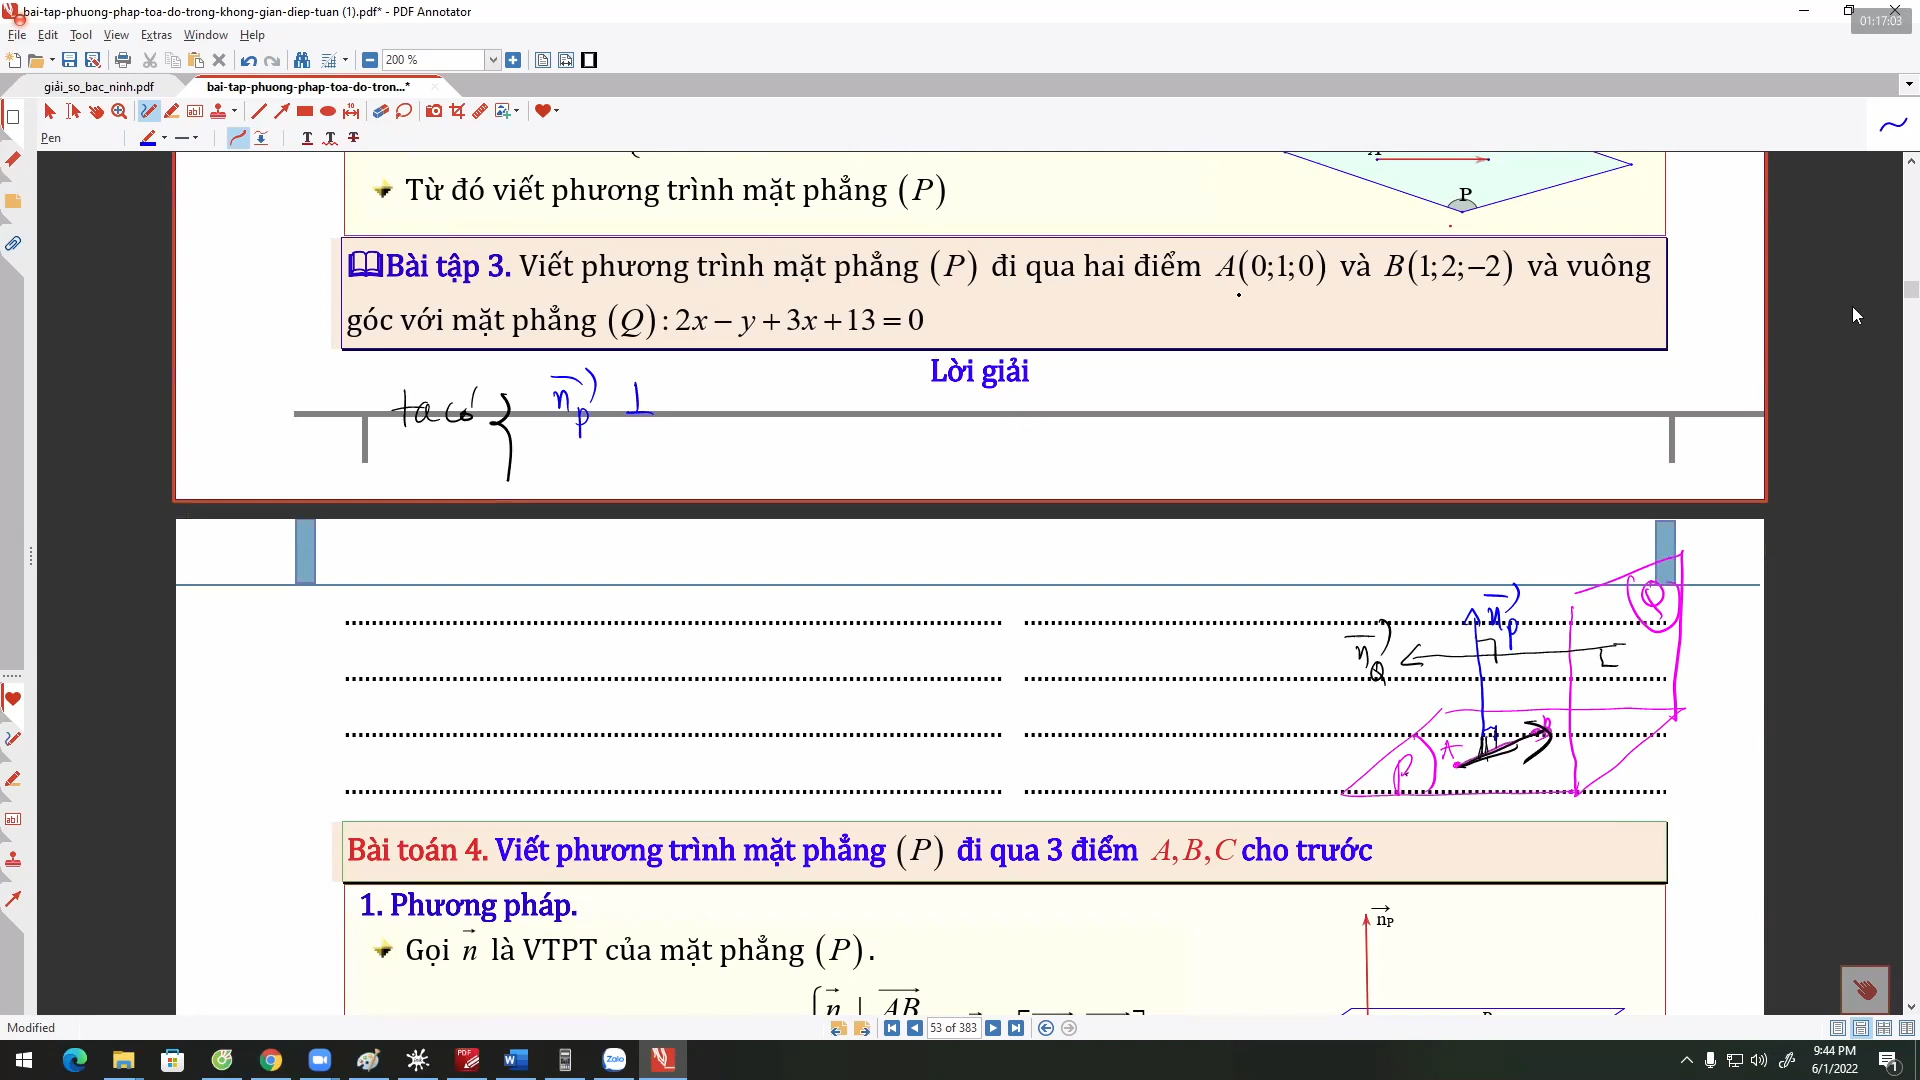 bai-tap-phuong-phap-toa-do-trong-khong-gian-diep-tuan (1).pdf* - PDF Annotator
01:17:03
File Edit Tool View Extras Window Help
200 %
giải_so_bac_ninh.pdf
bai-tap-phuong-phap-toa-do-tron...*
Pen
Từ đó viết phương trình mặt phẳng (P)
P
Bài tập 3. Viết phương trình mặt phẳng (P) đi qua hai điểm A(0;1;0) và B(1;2;−2) và vuông
góc với mặt phẳng (Q): 2x − y + 3x + 13 = 0
Lời giải
ta có { n⃗p ⊥
Q
n⃗p
n⃗Q
A B
P
Bài toán 4. Viết phương trình mặt phẳng (P) đi qua 3 điểm A, B, C cho trước
1. Phương pháp.
n⃗P
Gọi n⃗ là VTPT của mặt phẳng (P).
Modified
53 of 383
9:44 PM
6/1/2022